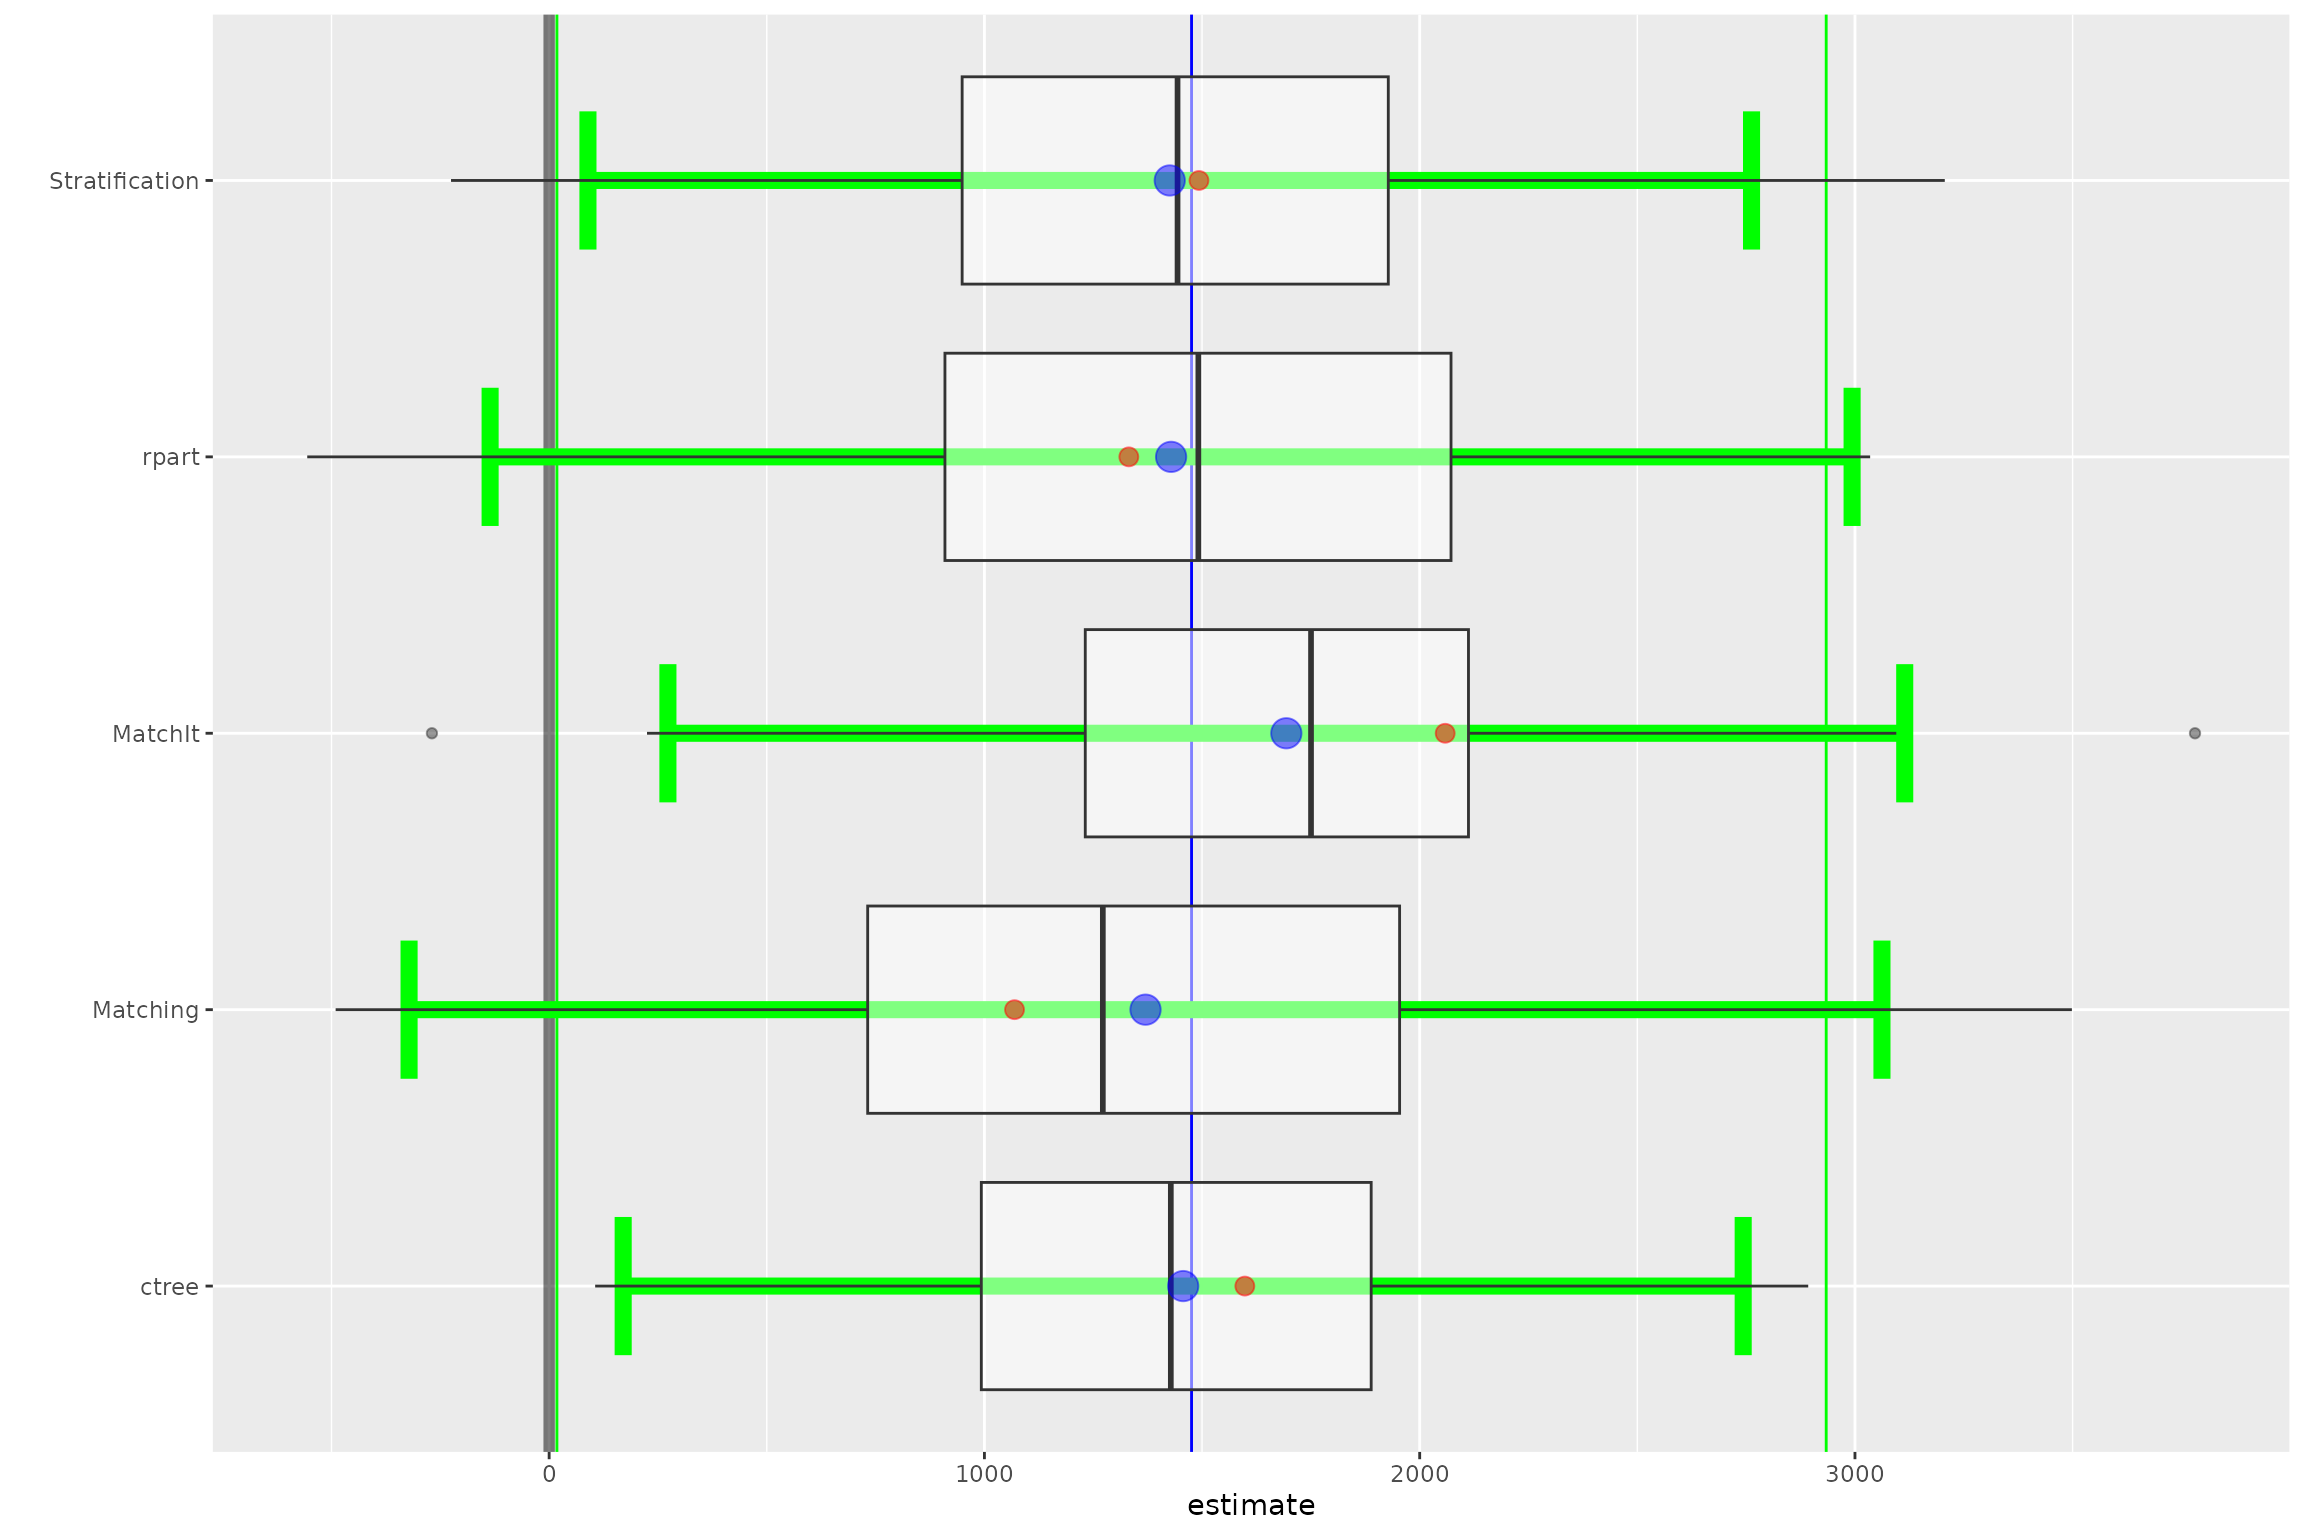 Stratification
rpart
MatchIt
Matching
ctree
0 1000 2000 3000
estimate